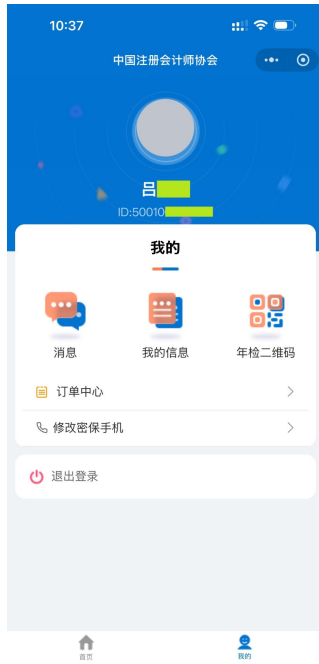 10:37
中国注册会计师协会
吕
ID:50010
我的
消息
我的信息
年检二维码
订单中心
修改密保手机
退出登录
首页
我的